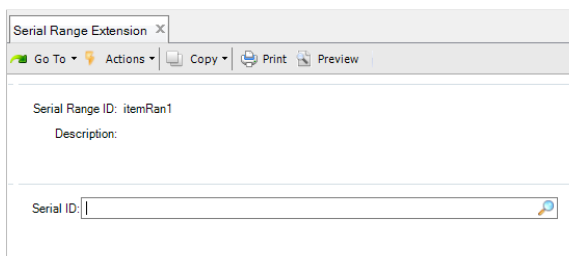 Serial Range Extension
Go To Actions Copy Print Preview
Serial Range ID: itemRan1
Description:
Serial ID: